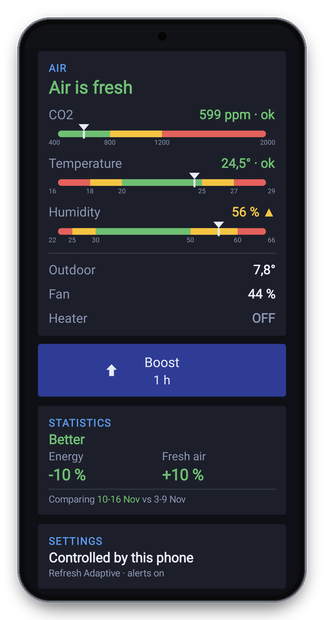 AIR
Air is fresh
CO2 599 ppm · ok
400 800 1200 2000
Temperature 24,5° · ok
16 18 20 25 27 29
Humidity 56 % ▲
22 25 30 50 60 66
Outdoor 7,8°
Fan 44 %
Heater OFF
Boost
1 h
STATISTICS
Better
Energy Fresh air
-10 % +10 %
Comparing 10-16 Nov vs 3-9 Nov
SETTINGS
Controlled by this phone
Refresh Adaptive · alerts on